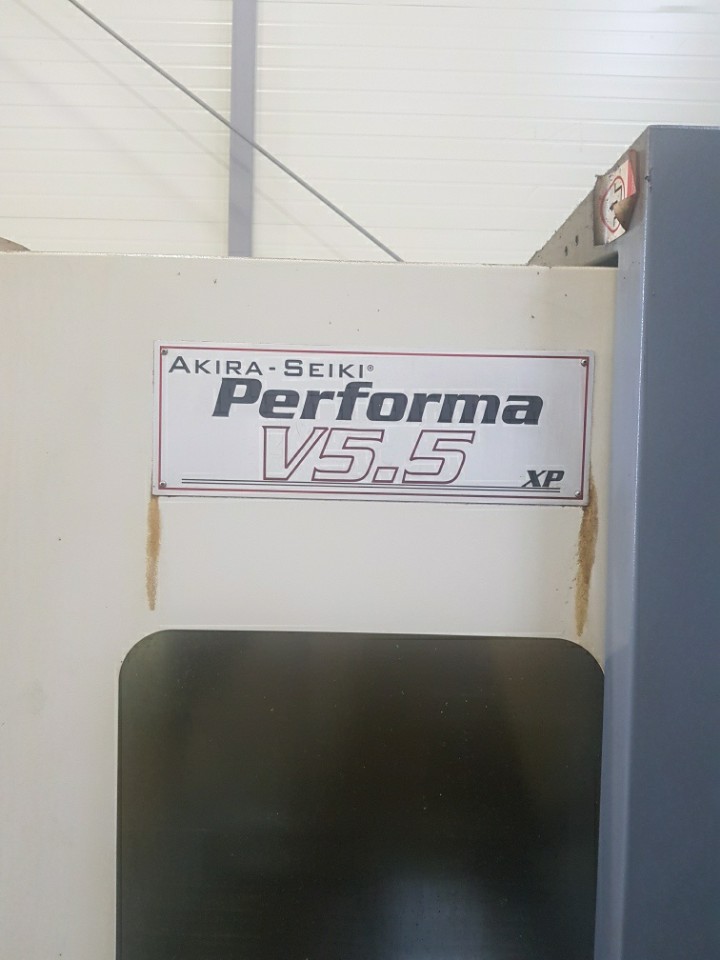 AKIRA-SEIKI®
Performa
V5.5
XP